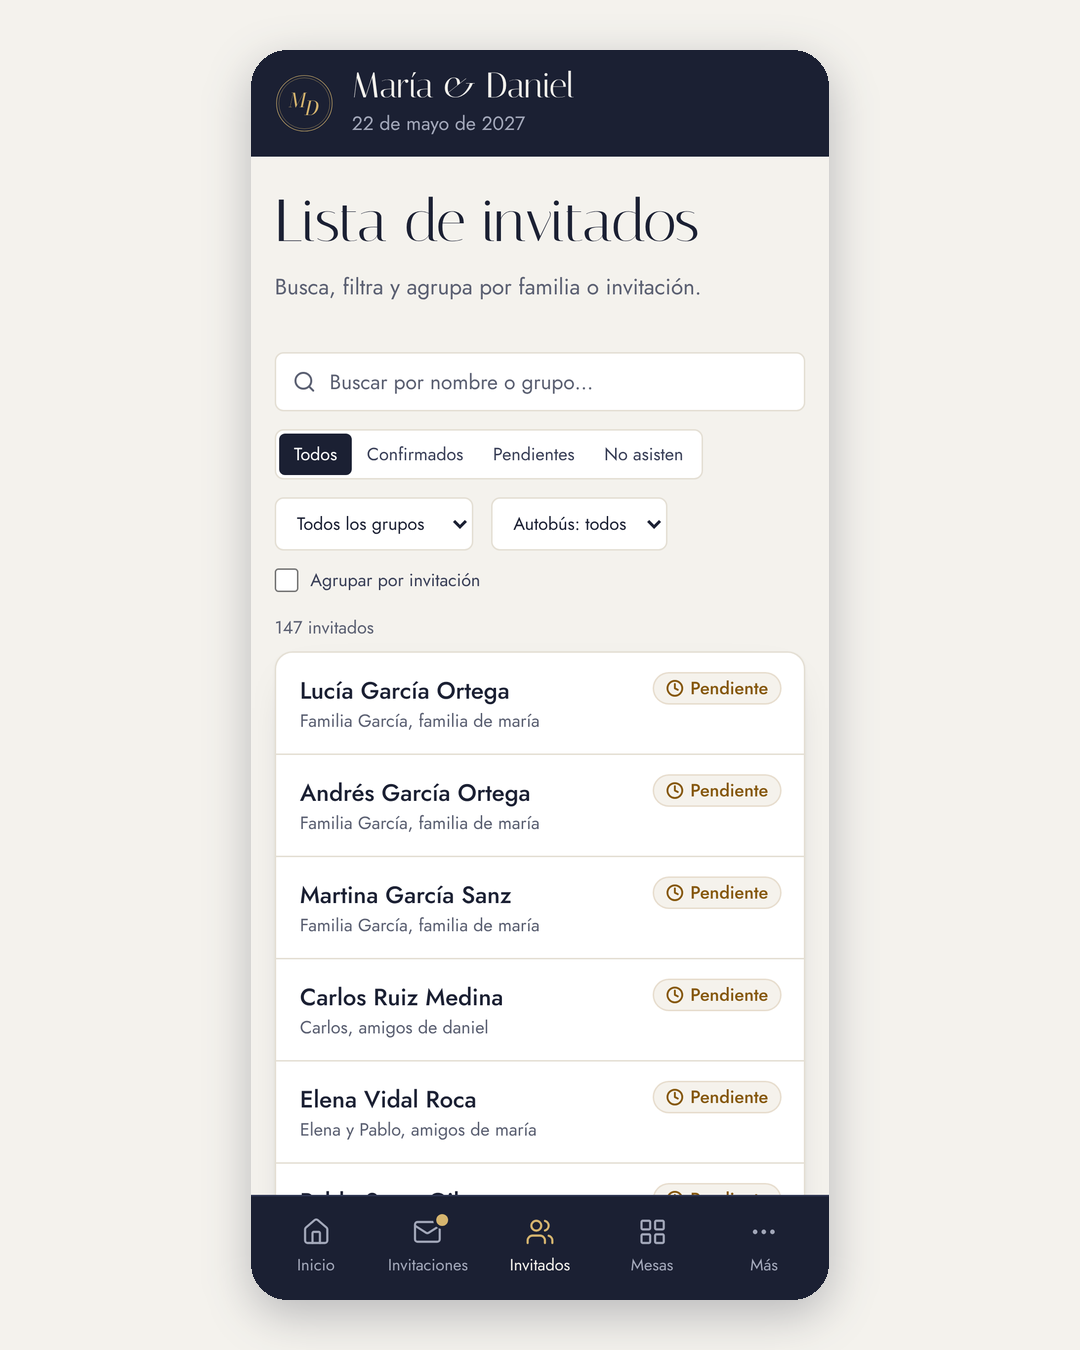 MD
María & Daniel
22 de mayo de 2027
Lista de invitados
Busca, filtra y agrupa por familia o invitación.
Buscar por nombre o grupo...
Todos Confirmados Pendientes No asisten
Todos los grupos Autobús: todos
Agrupar por invitación
147 invitados
Lucía García Ortega Pendiente
Familia García, familia de maría
Andrés García Ortega Pendiente
Familia García, familia de maría
Martina García Sanz Pendiente
Familia García, familia de maría
Carlos Ruiz Medina Pendiente
Carlos, amigos de daniel
Elena Vidal Roca Pendiente
Elena y Pablo, amigos de maría
Inicio Invitaciones Invitados Mesas Más